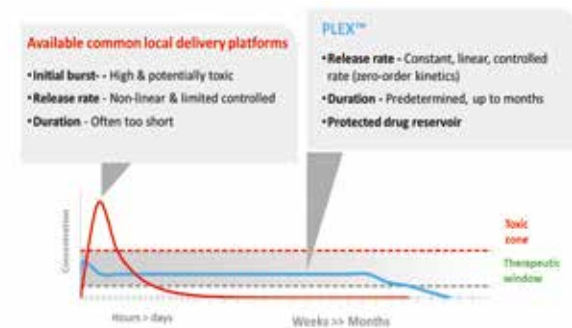 Available common local delivery platforms
•Initial burst- - High & potentially toxic
•Release rate - Non-linear & limited controlled
•Duration - Often too short
PLEX™
•Release rate - Constant, linear, controlled
rate (zero-order kinetics)
•Duration - Predetermined, up to months
•Protected drug reservoir
Concentration
Toxic
zone
Therapeutic
window
Hours > days
Weeks >> Months